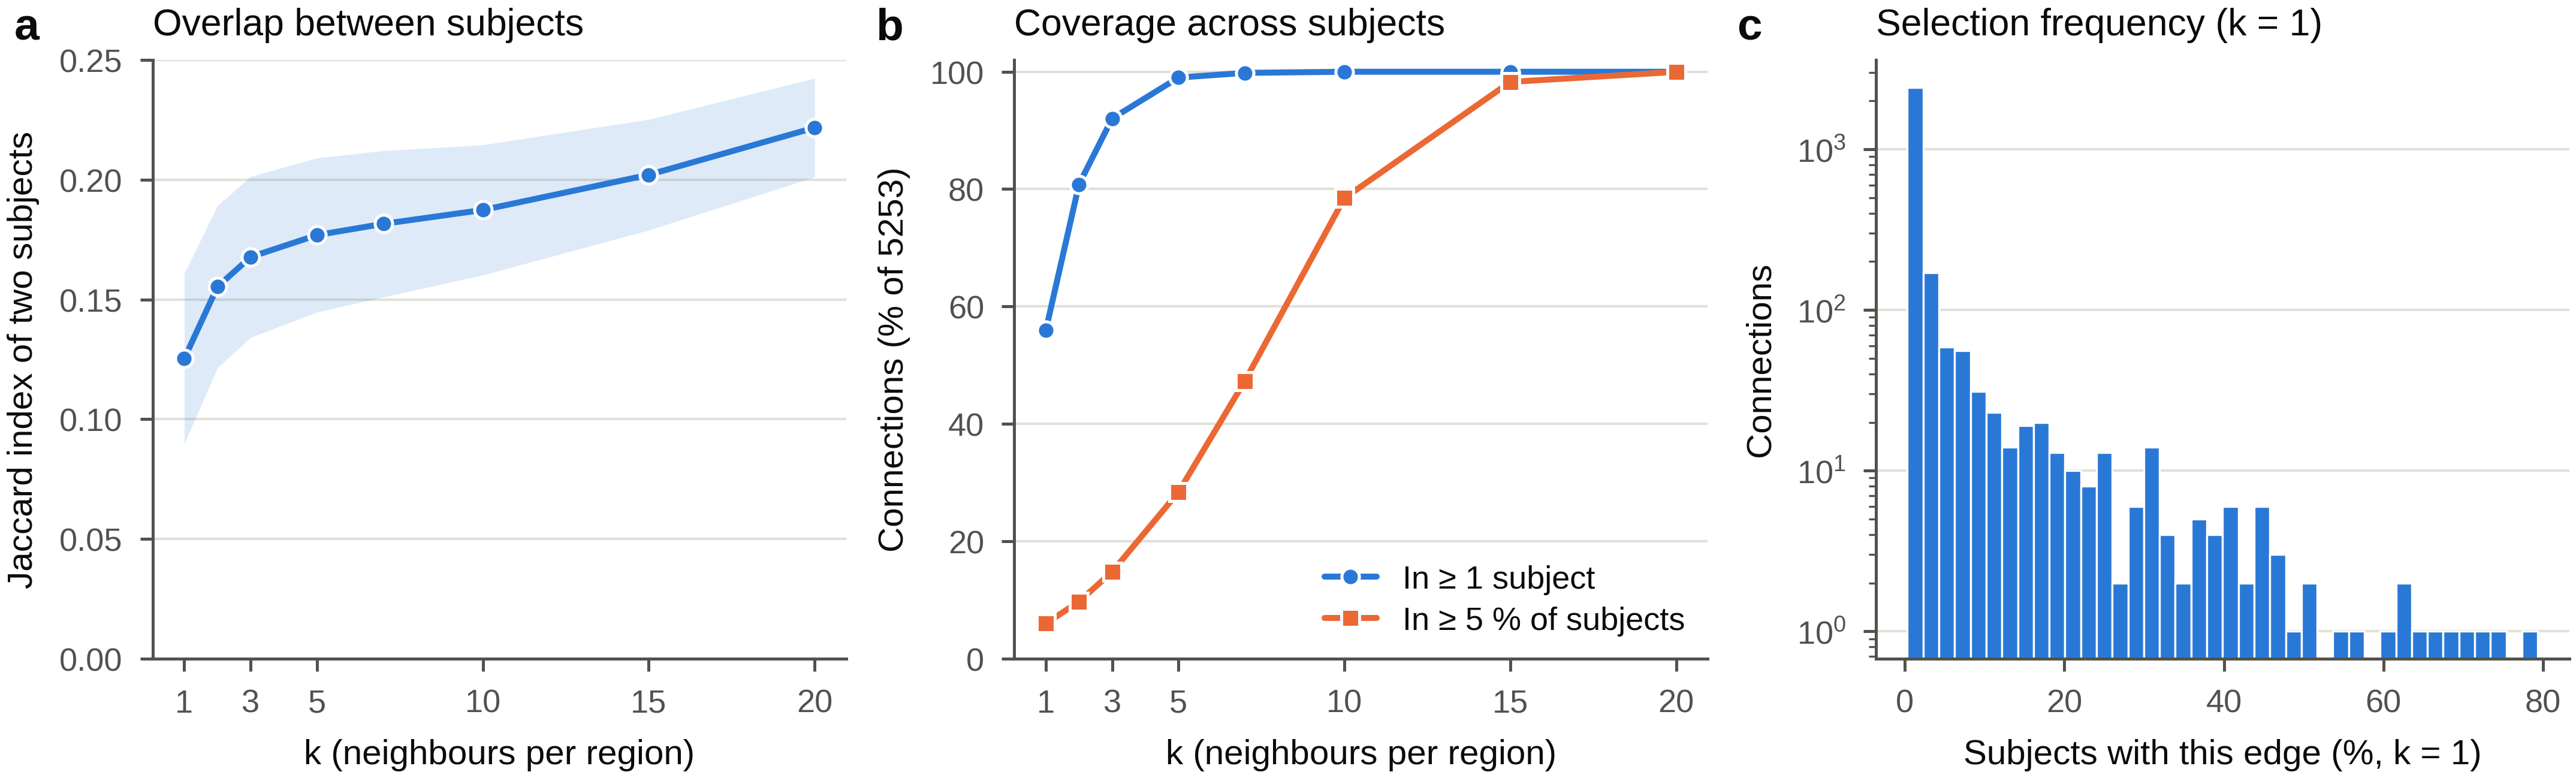 a Overlap between subjects
0.25
0.20
0.15
0.10
0.05
0.00
Jaccard index of two subjects
1 3 5 10 15 20
k (neighbours per region)
b Coverage across subjects
100
80
60
40
20
0
Connections (% of 5253)
In ≥ 1 subject
In ≥ 5 % of subjects
1 3 5 10 15 20
k (neighbours per region)
c Selection frequency (k = 1)
10³
10²
10¹
10⁰
Connections
0 20 40 60 80
Subjects with this edge (%, k = 1)